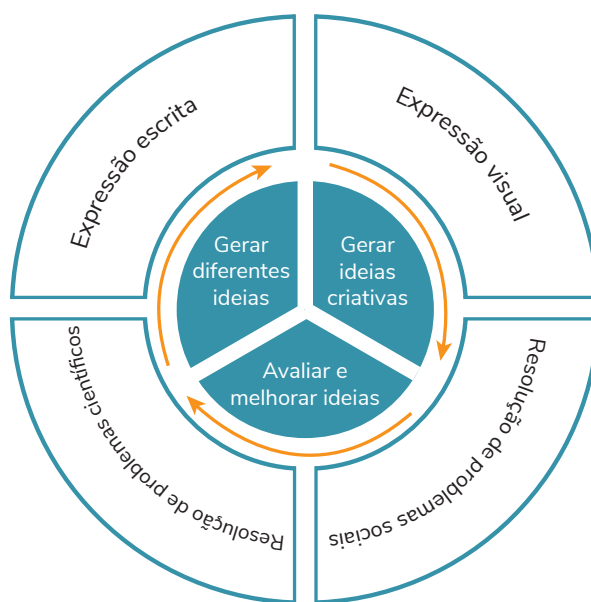 Expressão escrita
Expressão visual
Gerar
diferentes
ideias
Gerar
ideias
criativas
Avaliar e
melhorar ideias
Resolução de problemas científicos
Resolução de problemas sociais